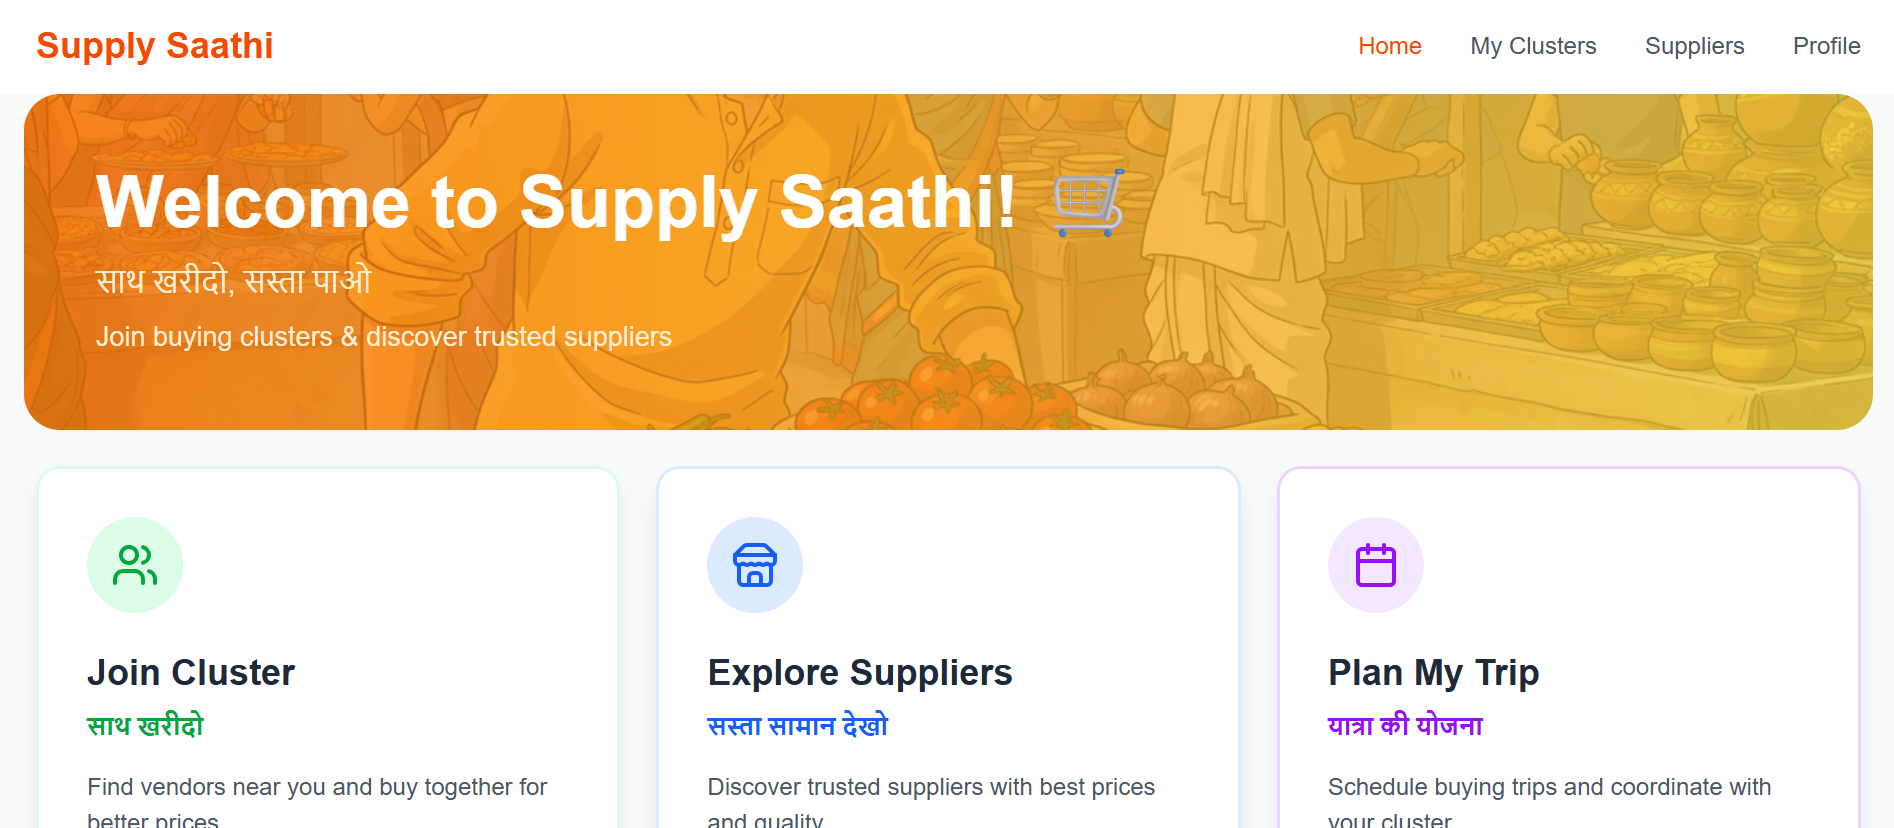 Supply Saathi
Home
My Clusters
Suppliers
Profile
Welcome to Supply Saathi!
साथ खरीदो, सस्ता पाओ
Join buying clusters & discover trusted suppliers
Join Cluster
साथ खरीदो
Find vendors near you and buy together for
better prices.
Explore Suppliers
सस्ता सामान देखो
Discover trusted suppliers with best prices
and quality.
Plan My Trip
यात्रा की योजना
Schedule buying trips and coordinate with
your cluster.